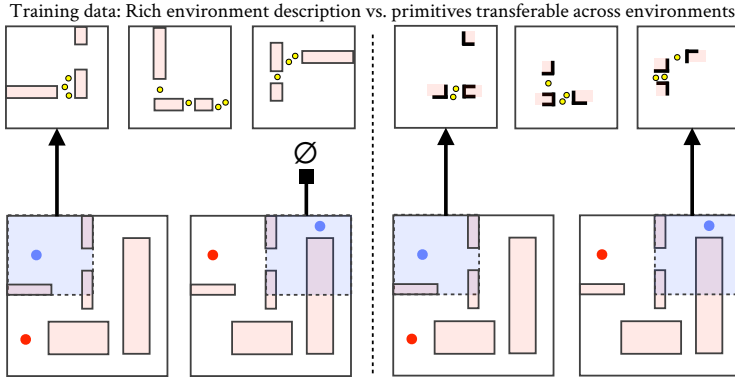 Training data: Rich environment description vs. primitives transferable across environments
∅